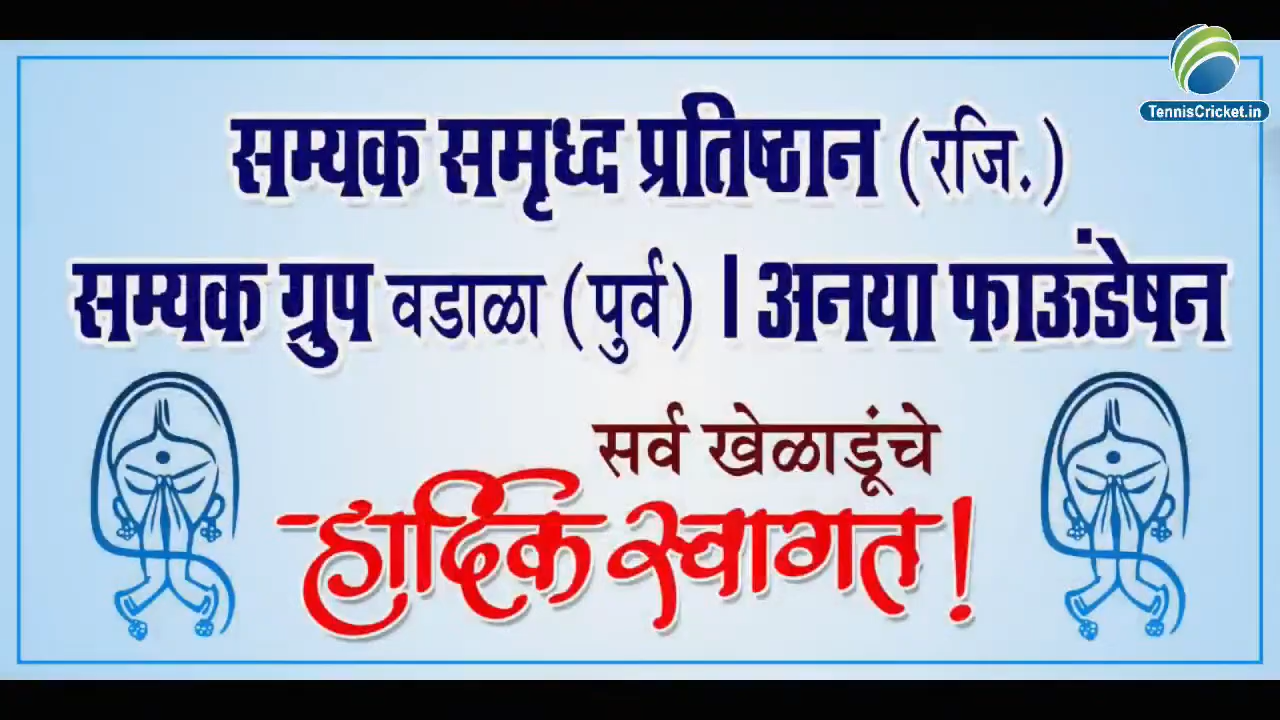 TennisCricket.in
सम्यक समृध्द प्रतिष्ठान (रजि.)
सम्यक ग्रुप वडाळा (पुर्व) | अनया फाऊंडेषन
सर्व खेळाडूंचे
हार्दिक स्वागत!